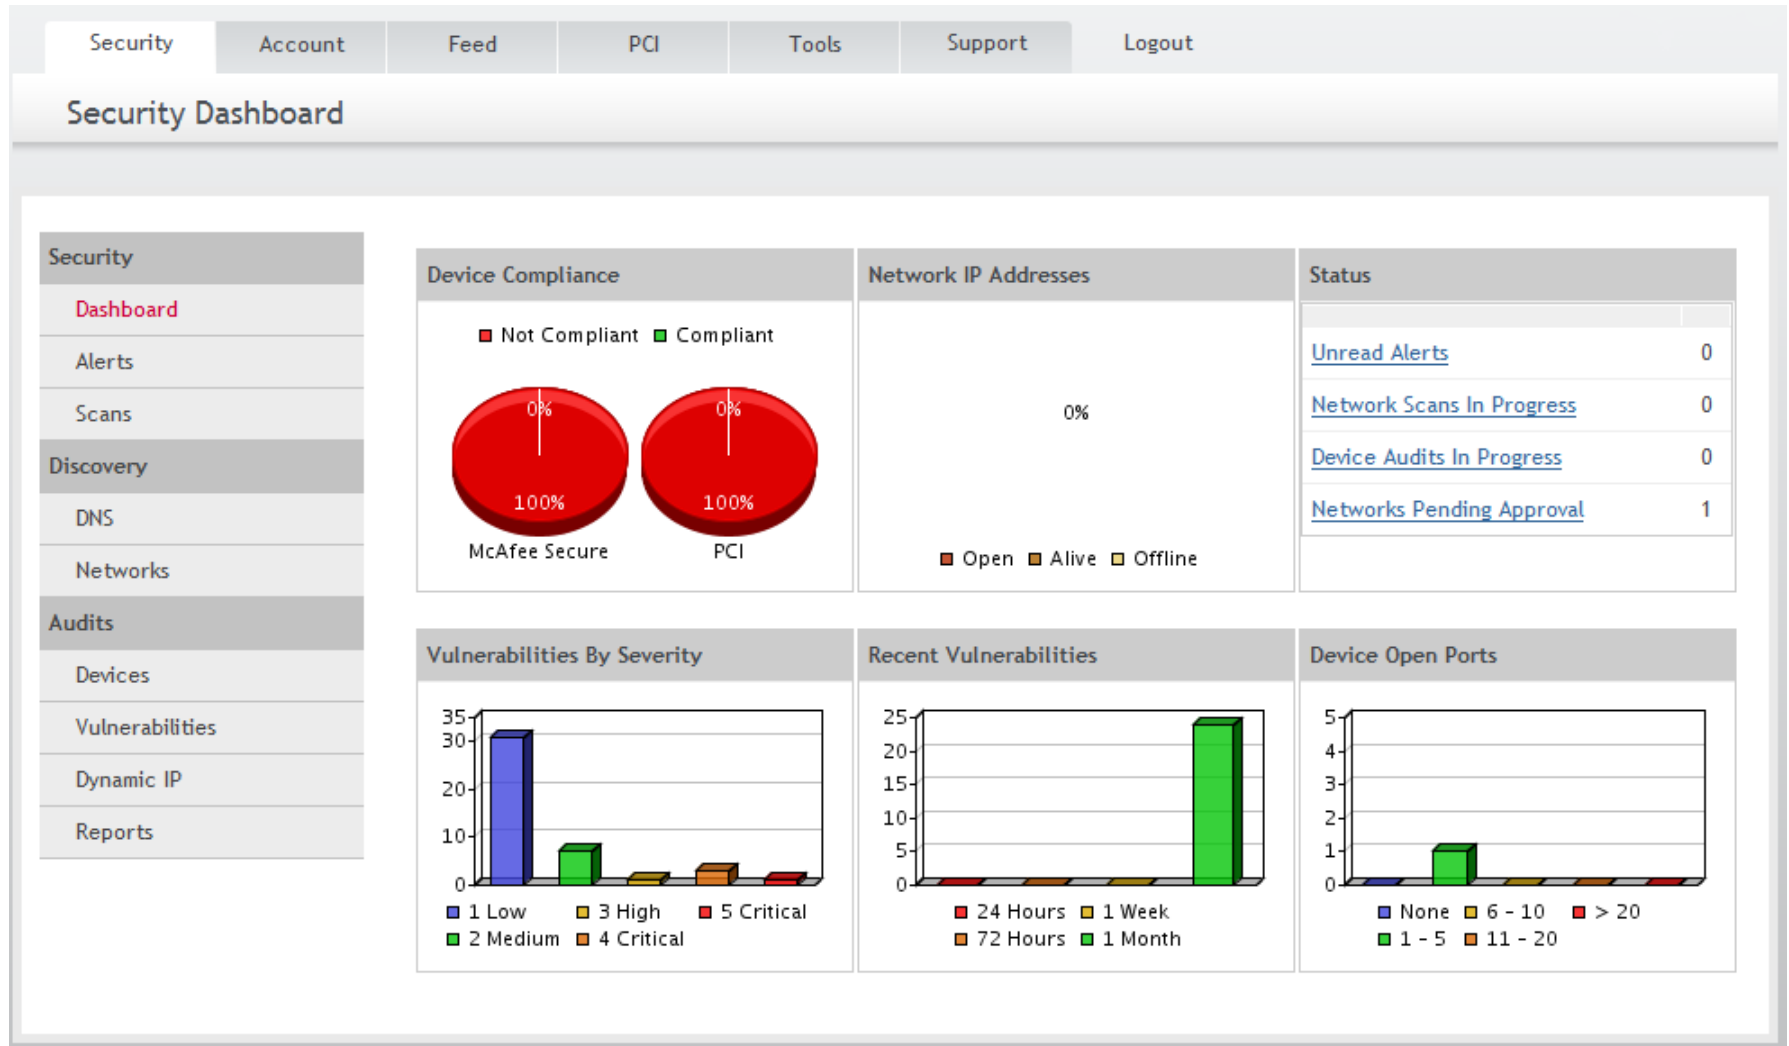 Security
Account
Feed
PCI
Tools
Support
Logout
Security Dashboard
Security
Dashboard
Alerts
Scans
Discovery
DNS
Networks
Audits
Devices
Vulnerabilities
Dynamic IP
Reports
Device Compliance
Not Compliant Compliant
0% 0%
100% 100%
McAfee Secure PCI
Network IP Addresses
0%
Open Alive Offline
Status
Unread Alerts 0
Network Scans In Progress 0
Device Audits In Progress 0
Networks Pending Approval 1
Vulnerabilities By Severity
35
30
20
10
0
1 Low 3 High 5 Critical
2 Medium 4 Critical
Recent Vulnerabilities
25
20
15
10
5
0
24 Hours 1 Week
72 Hours 1 Month
Device Open Ports
5
4
3
2
1
0
None 6 - 10 > 20
1 - 5 11 - 20